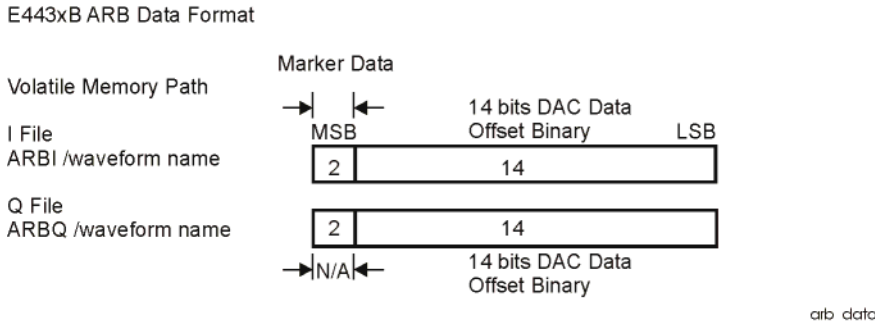 E443xB ARB Data Format
Marker Data
Volatile Memory Path
14 bits DAC Data
Offset Binary
I File
MSB
LSB
ARBI /waveform name
2
14
Q File
ARBQ /waveform name
2
14
N/A
14 bits DAC Data
Offset Binary
arb data